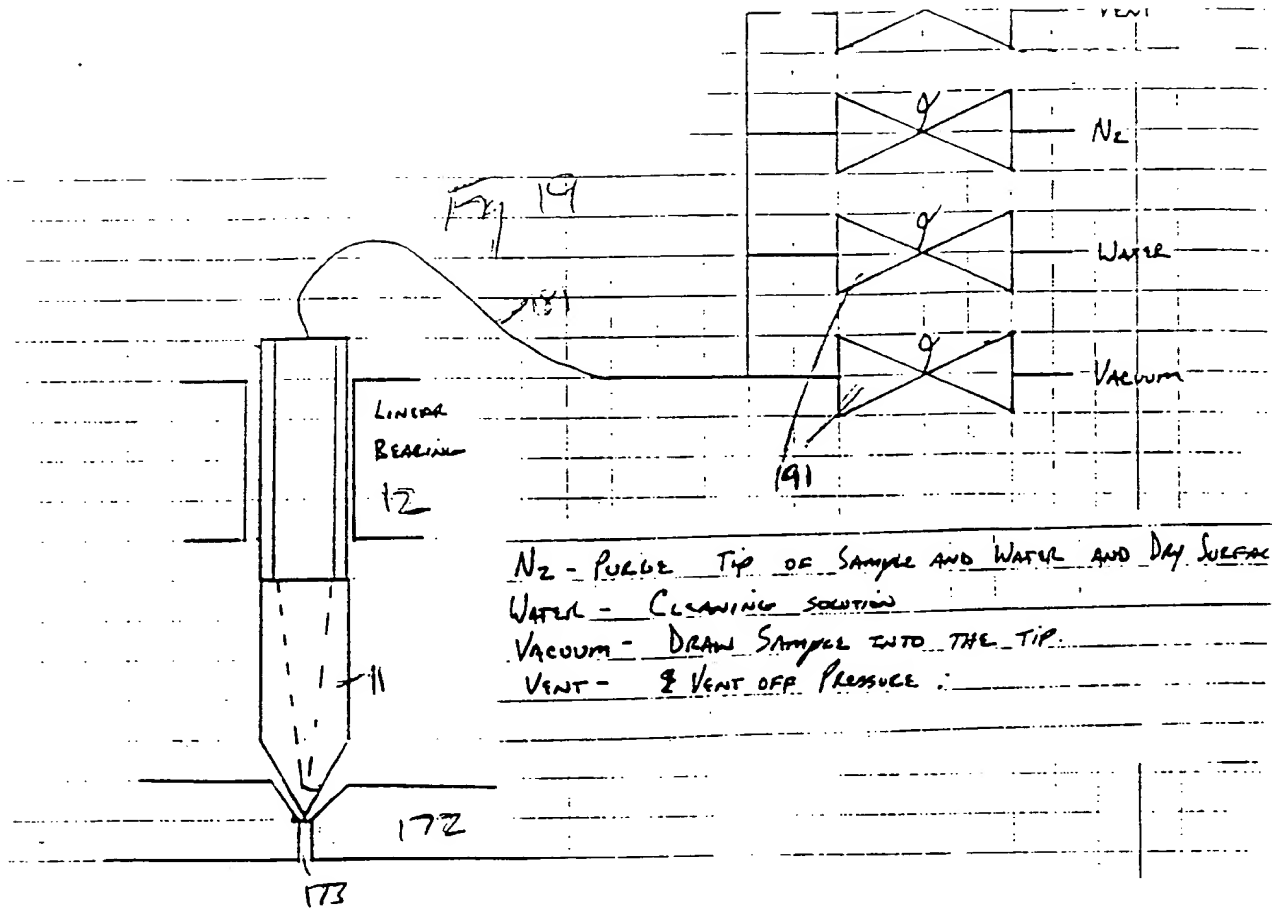 VENT
N2
WATER
VACUUM
Fig 19
181
LINEAR
BEARING
12
191
N2 - PURGE TIP OF SAMPLE AND WATER AND DRY SURFAC
WATER - CLEANING SOLUTION
VACUUM - DRAW SAMPLE INTO THE TIP.
VENT - VENT OFF PRESSURE.
11
172
173